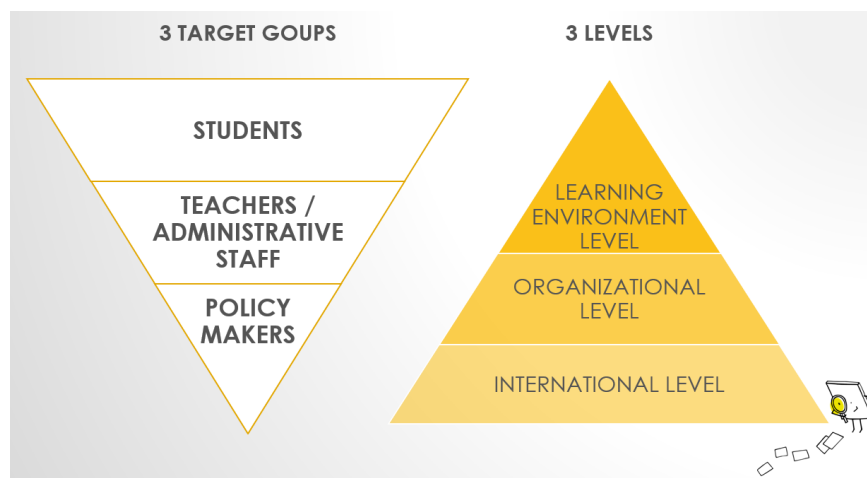 3 TARGET GOUPS
STUDENTS
TEACHERS /
ADMINISTRATIVE
STAFF
POLICY
MAKERS
3 LEVELS
LEARNING
ENVIRONMENT
LEVEL
ORGANIZATIONAL
LEVEL
INTERNATIONAL LEVEL